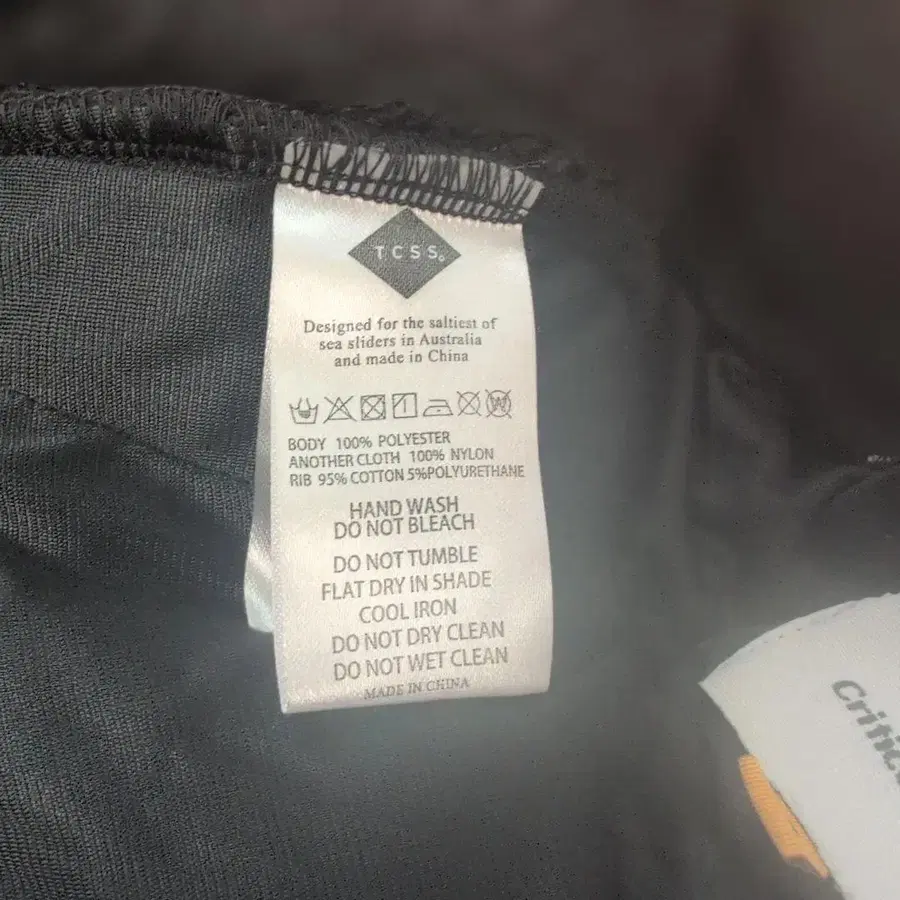 TCSS
Designed for the saltiest of
sea sliders in Australia
and made in China
BODY 100% POLYESTER
ANOTHER CLOTH 100% NYLON
RIB 95% COTTON 5%POLYURETHANE
HAND WASH
DO NOT BLEACH
DO NOT TUMBLE
FLAT DRY IN SHADE
COOL IRON
DO NOT DRY CLEAN
DO NOT WET CLEAN
MADE IN CHINA